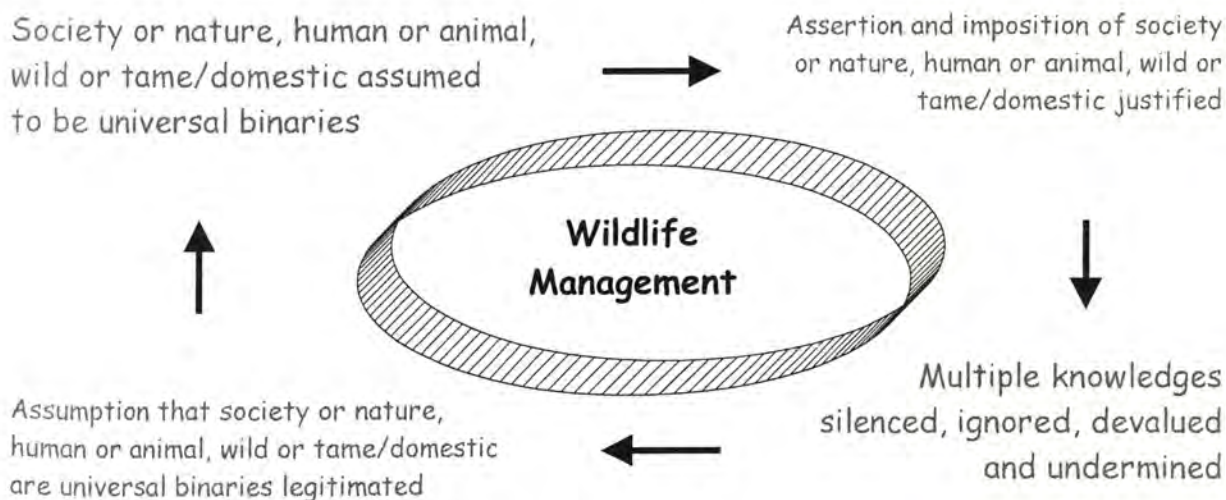 Society or nature, human or animal,
wild or tame/domestic assumed
to be universal binaries
Assertion and imposition of society
or nature, human or animal, wild or
tame/domestic justified
Wildlife
Management
Multiple knowledges
silenced, ignored, devalued
and undermined
Assumption that society or nature,
human or animal, wild or tame/domestic
are universal binaries legitimated